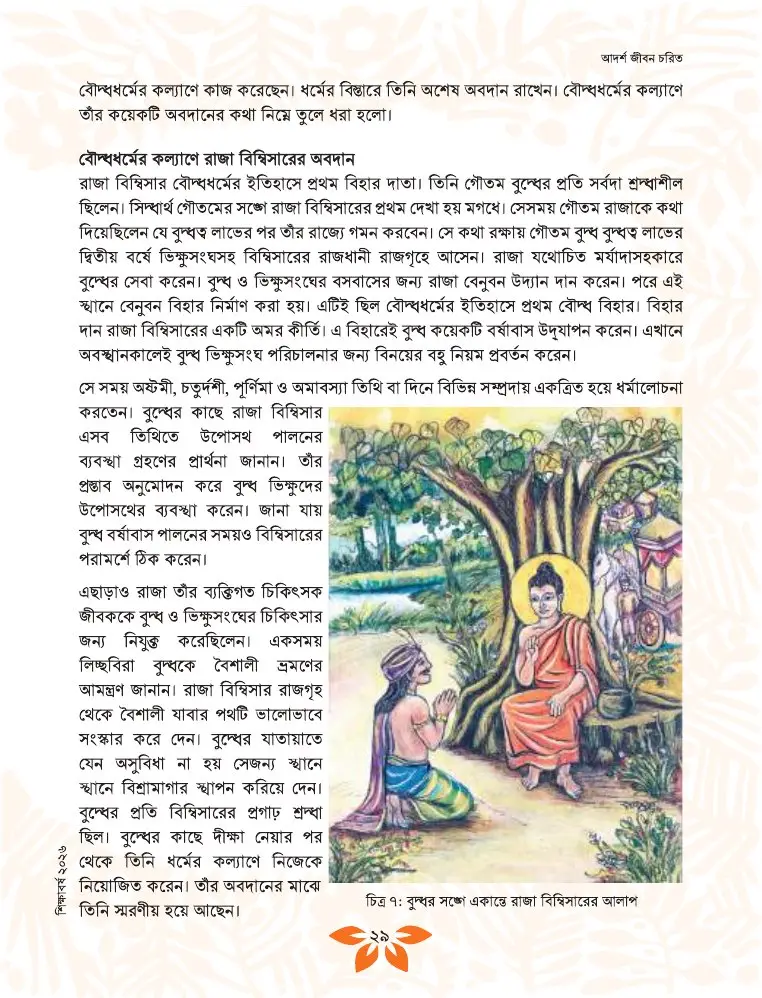 আদর্শ জীবন চরিত
বৌদ্ধধর্মের কল্যাণে কাজ করেছেন। ধর্মের বিস্তারে তিনি অশেষ অবদান রাখেন। বৌদ্ধধর্মের কল্যাণে
তাঁর কয়েকটি অবদানের কথা নিম্নে তুলে ধরা হলো।
বৌদ্ধধর্মের কল্যাণে রাজা বিম্বিসারের অবদান
রাজা বিম্বিসার বৌদ্ধধর্মের ইতিহাসে প্রথম বিহার দাতা। তিনি গৌতম বুদ্ধের প্রতি সর্বদা শ্রদ্ধাশীল
ছিলেন। সিদ্ধার্থ গৌতমের সঙ্গে রাজা বিম্বিসারের প্রথম দেখা হয় মগধে। সেসময় গৌতম রাজাকে কথা
দিয়েছিলেন যে বুদ্ধত্ব লাভের পর তাঁর রাজ্যে গমন করবেন। সে কথা রক্ষায় গৌতম বুদ্ধ বুদ্ধত্ব লাভের
দ্বিতীয় বর্ষে ভিক্ষুসংঘসহ বিম্বিসারের রাজধানী রাজগৃহে আসেন। রাজা যথোচিত মর্যাদাসহকারে
বুদ্ধের সেবা করেন। বুদ্ধ ও ভিক্ষুসংঘের বসবাসের জন্য রাজা বেনুবন উদ্যান দান করেন। পরে এই
স্থানে বেনুবন বিহার নির্মাণ করা হয়। এটিই ছিল বৌদ্ধধর্মের ইতিহাসে প্রথম বৌদ্ধ বিহার। বিহার
দান রাজা বিম্বিসারের একটি অমর কীর্তি। এ বিহারেই বুদ্ধ কয়েকটি বর্ষাবাস উদ্‌যাপন করেন। এখানে
অবস্থানকালেই বুদ্ধ ভিক্ষুসংঘ পরিচালনার জন্য বিনয়ের বহু নিয়ম প্রবর্তন করেন।
সে সময় অষ্টমী, চতুর্দশী, পূর্ণিমা ও অমাবস্যা তিথি বা দিনে বিভিন্ন সম্প্রদায় একত্রিত হয়ে ধর্মালোচনা
করতেন। বুদ্ধের কাছে রাজা বিম্বিসার
এসব তিথিতে উপোসথ পালনের
ব্যবস্থা গ্রহণের প্রার্থনা জানান। তাঁর
প্রস্তাব অনুমোদন করে বুদ্ধ ভিক্ষুদের
উপোসথের ব্যবস্থা করেন। জানা যায়
বুদ্ধ বর্ষাবাস পালনের সময়ও বিম্বিসারের
পরামর্শে ঠিক করেন।
এছাড়াও রাজা তাঁর ব্যক্তিগত চিকিৎসক
জীবককে বুদ্ধ ও ভিক্ষুসংঘের চিকিৎসার
জন্য নিযুক্ত করেছিলেন। একসময়
লিচ্ছবিরা বুদ্ধকে বৈশালী ভ্রমণের
আমন্ত্রণ জানান। রাজা বিম্বিসার রাজগৃহ
থেকে বৈশালী যাবার পথটি ভালোভাবে
সংস্কার করে দেন। বুদ্ধের যাতায়াতে
যেন অসুবিধা না হয় সেজন্য স্থানে
স্থানে বিশ্রামাগার স্থাপন করিয়ে দেন।
বুদ্ধের প্রতি বিম্বিসারের প্রগাঢ় শ্রদ্ধা
ছিল। বুদ্ধের কাছে দীক্ষা নেয়ার পর
থেকে তিনি ধর্মের কল্যাণে নিজেকে
নিয়োজিত করেন। তাঁর অবদানের মাঝে
তিনি স্মরণীয় হয়ে আছেন।
চিত্র ৭: বুদ্ধর সঙ্গে একান্তে রাজা বিম্বিসারের আলাপ
শিক্ষাবর্ষ ২০২৬
২৯